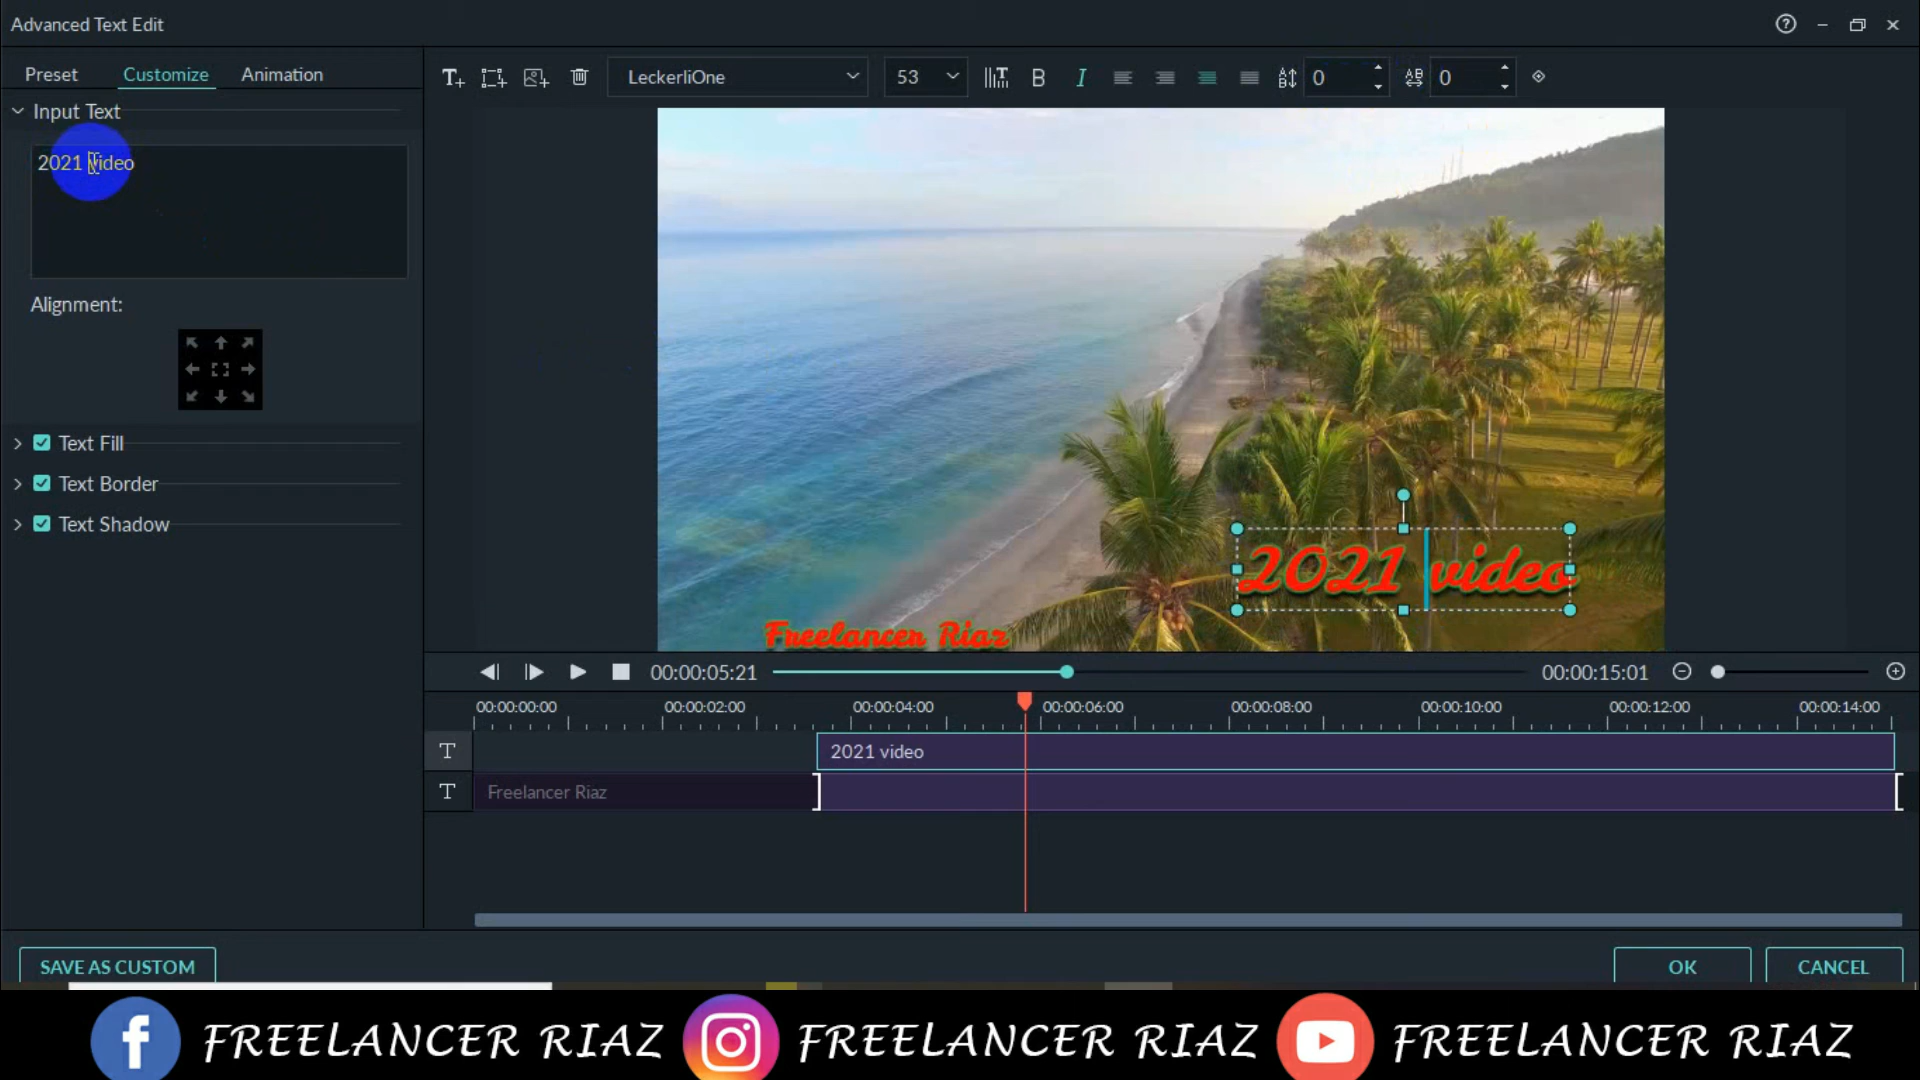 Advanced Text Edit
Preset Customize Animation
LeckerliOne 53 0 0
Input Text
2021 video
Alignment:
Text Fill
Text Border
Text Shadow
2021 video
Freelancer Riaz
00:00:05:21 00:00:15:01
00:00:00:00 00:00:02:00 00:00:04:00 00:00:06:00 00:00:08:00 00:00:10:00 00:00:12:00 00:00:14:00
T 2021 video
T Freelancer Riaz
SAVE AS CUSTOM OK CANCEL
FREELANCER RIAZ FREELANCER RIAZ FREELANCER RIAZ